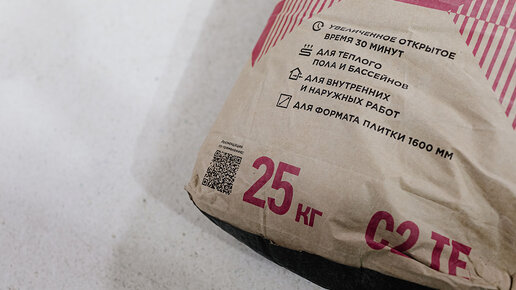 УВЕЛИЧЕННОЕ ОТКРЫТОЕ
ВРЕМЯ 30 МИНУТ
ДЛЯ ТЕПЛОГО
ПОЛА И БАССЕЙНОВ
ДЛЯ ВНУТРЕННИХ
И НАРУЖНЫХ РАБОТ
ДЛЯ ФОРМАТА ПЛИТКИ 1600 ММ
25 КГ
C2 TE